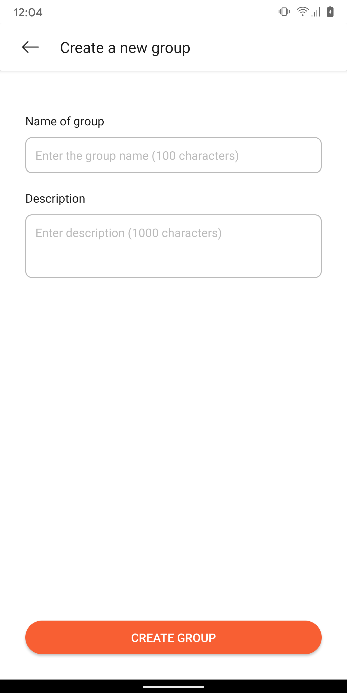 12:04
Create a new group
Name of group
Enter the group name (100 characters)
Description
Enter description (1000 characters)
CREATE GROUP